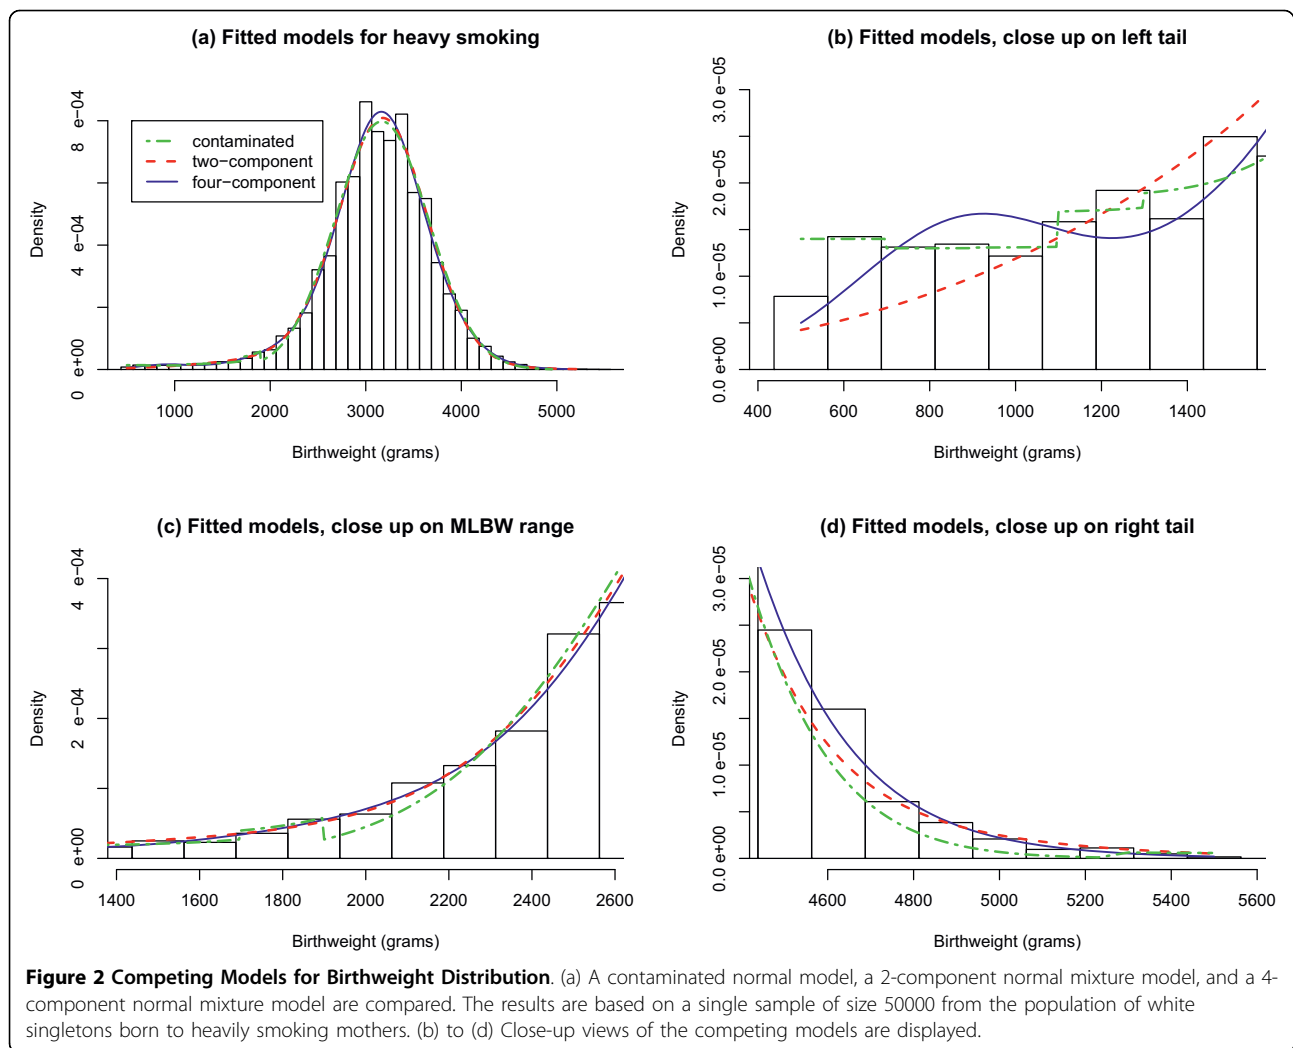 (a) Fitted models for heavy smoking
Density
0 e+00 4 e−04 8 e−04
contaminated
two−component
four−component
1000 2000 3000 4000 5000
Birthweight (grams)
(b) Fitted models, close up on left tail
Density
0.0 e+00 1.0 e−05 2.0 e−05 3.0 e−05
400 600 800 1000 1200 1400
Birthweight (grams)
(c) Fitted models, close up on MLBW range
Density
0 e+00 2 e−04 4 e−04
1400 1600 1800 2000 2200 2400 2600
Birthweight (grams)
(d) Fitted models, close up on right tail
Density
0.0 e+00 1.0 e−05 2.0 e−05 3.0 e−05
4600 4800 5000 5200 5400 5600
Birthweight (grams)
Figure 2 Competing Models for Birthweight Distribution. (a) A contaminated normal model, a 2-component normal mixture model, and a 4-
component normal mixture model are compared. The results are based on a single sample of size 50000 from the population of white
singletons born to heavily smoking mothers. (b) to (d) Close-up views of the competing models are displayed.